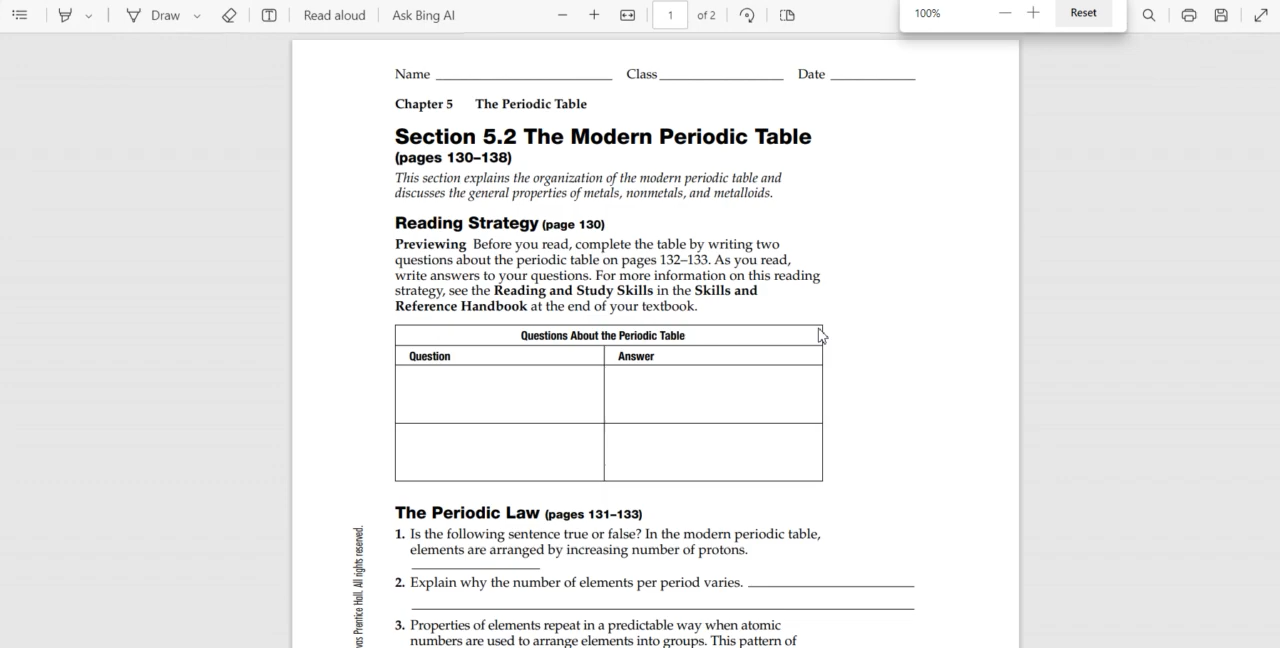 Draw
Read aloud
Ask Bing AI
1 of 2
100%
Reset
Name Class Date
Chapter 5 The Periodic Table
Section 5.2 The Modern Periodic Table
(pages 130–138)
This section explains the organization of the modern periodic table and
discusses the general properties of metals, nonmetals, and metalloids.
Reading Strategy (page 130)
Previewing Before you read, complete the table by writing two
questions about the periodic table on pages 132–133. As you read,
write answers to your questions. For more information on this reading
strategy, see the Reading and Study Skills in the Skills and
Reference Handbook at the end of your textbook.
Questions About the Periodic Table
Question Answer
The Periodic Law (pages 131–133)
1. Is the following sentence true or false? In the modern periodic table,
elements are arranged by increasing number of protons.
2. Explain why the number of elements per period varies.
3. Properties of elements repeat in a predictable way when atomic
numbers are used to arrange elements into groups. This pattern of
Prentice Hall. All rights reserved.